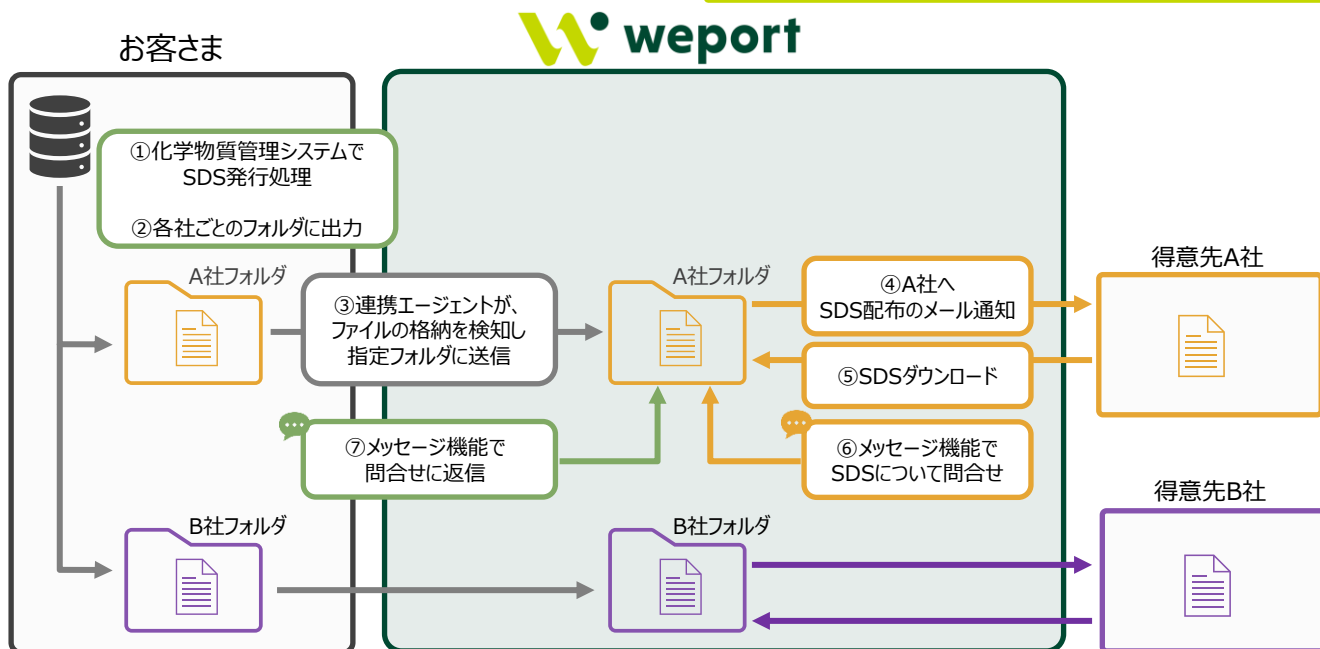 weport
お客さま
①化学物質管理システムで
SDS発行処理
②各社ごとのフォルダに出力
A社フォルダ
③連携エージェントが、
ファイルの格納を検知し
指定フォルダに送信
A社フォルダ
④A社へ
SDS配布のメール通知
得意先A社
⑤SDSダウンロード
⑦メッセージ機能で
問合せに返信
⑥メッセージ機能で
SDSについて問合せ
B社フォルダ
B社フォルダ
得意先B社